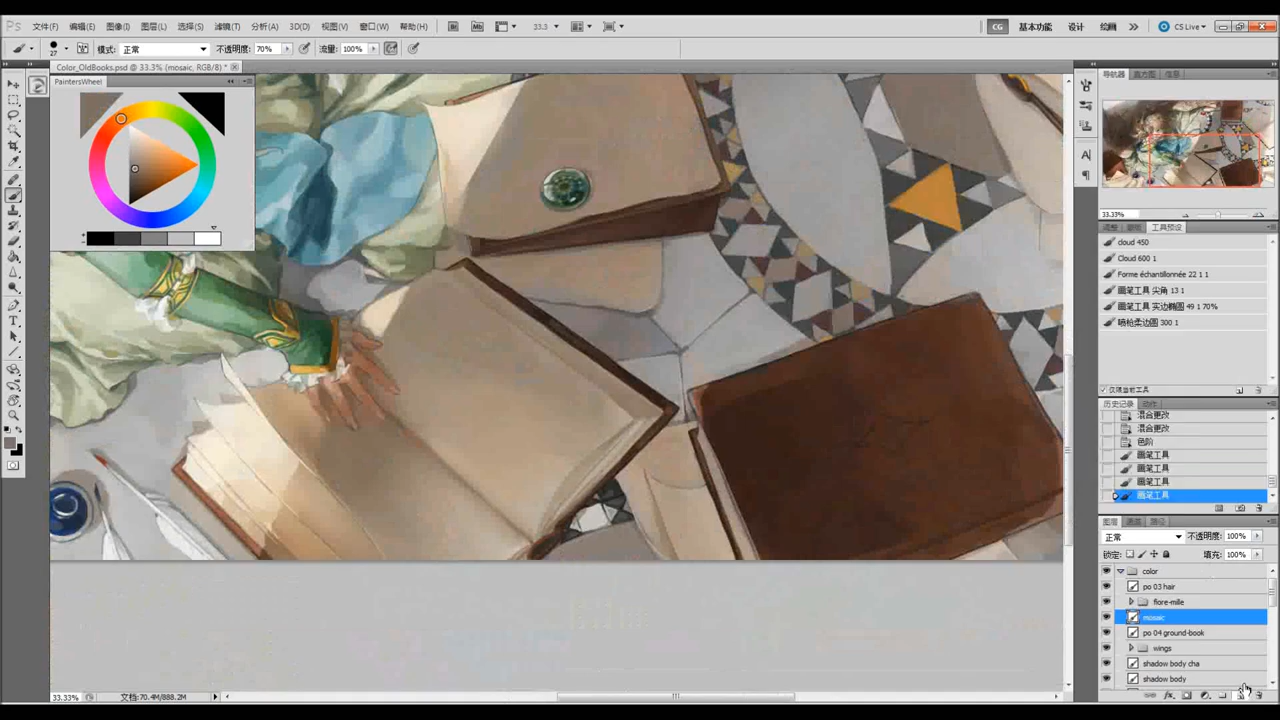 Ps 文件(F) 编辑(E) 图像(I) 图层(L) 选择(S) 滤镜(T) 分析(A) 3D(D) 视图(V) 窗口(W) 帮助(H) Br Mb 33.3 CG 基本功能 设计 绘画 CS Live
27 模式: 正常 不透明度: 70% 流量: 100%
Color_OldBooks.psd @ 33.3% (mosaic, RGB/8) *
PaintersWheel
导航器 直方图 信息
33.33%
工具预设
cloud 450
Cloud 600 1
Forme échantillonnée 22 1 1
画笔工具 尖角 13 1
画笔工具 实边椭圆 49 1 70%
喷枪柔边圆 300 1
仅限当前工具
历史记录 动作
混合更改
混合更改
色阶
画笔工具
画笔工具
画笔工具
画笔工具
图层 通道 路径
正常 不透明度: 100%
锁定: 填充: 100%
color
po 03 hair
fiore-mille
mosaic
po 04 ground-book
wings
shadow body cha
shadow body
33.33% 文档:70.4M/888.2M